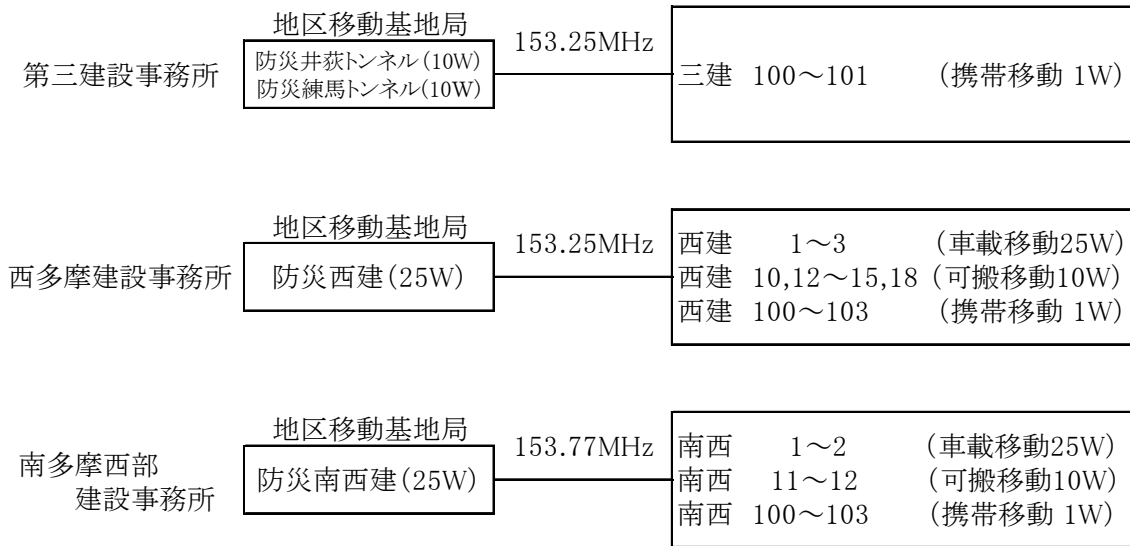 地区移動基地局
153.25MHz
第三建設事務所
防災井荻トンネル(10W)
防災練馬トンネル(10W)
三建 100～101 (携帯移動 1W)
地区移動基地局
153.25MHz
西多摩建設事務所
防災西建(25W)
西建 1～3 (車載移動25W)
西建 10,12～15,18 (可搬移動10W)
西建 100～103 (携帯移動 1W)
地区移動基地局
153.77MHz
南多摩西部
建設事務所
防災南西建(25W)
南西 1～2 (車載移動25W)
南西 11～12 (可搬移動10W)
南西 100～103 (携帯移動 1W)